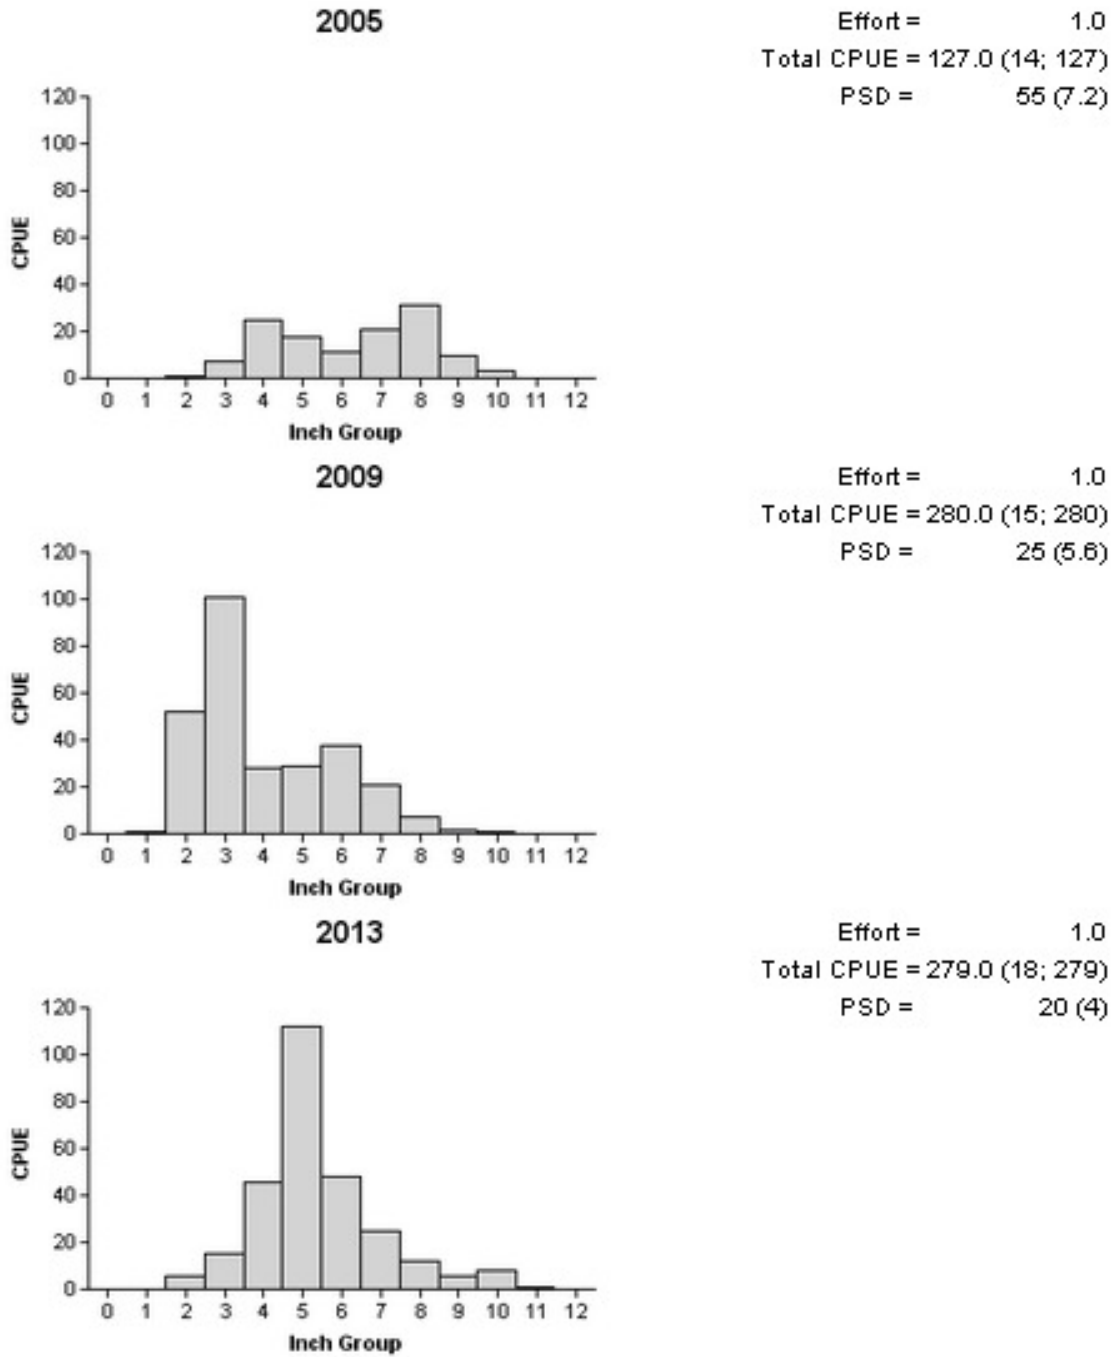 2005
Effort = 1.0
Total CPUE = 127.0 (14; 127)
PSD = 55 (7.2)
120
100
80
60
40
20
0
CPUE
0 1 2 3 4 5 6 7 8 9 10 11 12
Inch Group
2009
Effort = 1.0
Total CPUE = 280.0 (15; 280)
PSD = 25 (5.6)
120
100
80
60
40
20
0
CPUE
0 1 2 3 4 5 6 7 8 9 10 11 12
Inch Group
2013
Effort = 1.0
Total CPUE = 279.0 (18; 279)
PSD = 20 (4)
120
100
80
60
40
20
0
CPUE
0 1 2 3 4 5 6 7 8 9 10 11 12
Inch Group